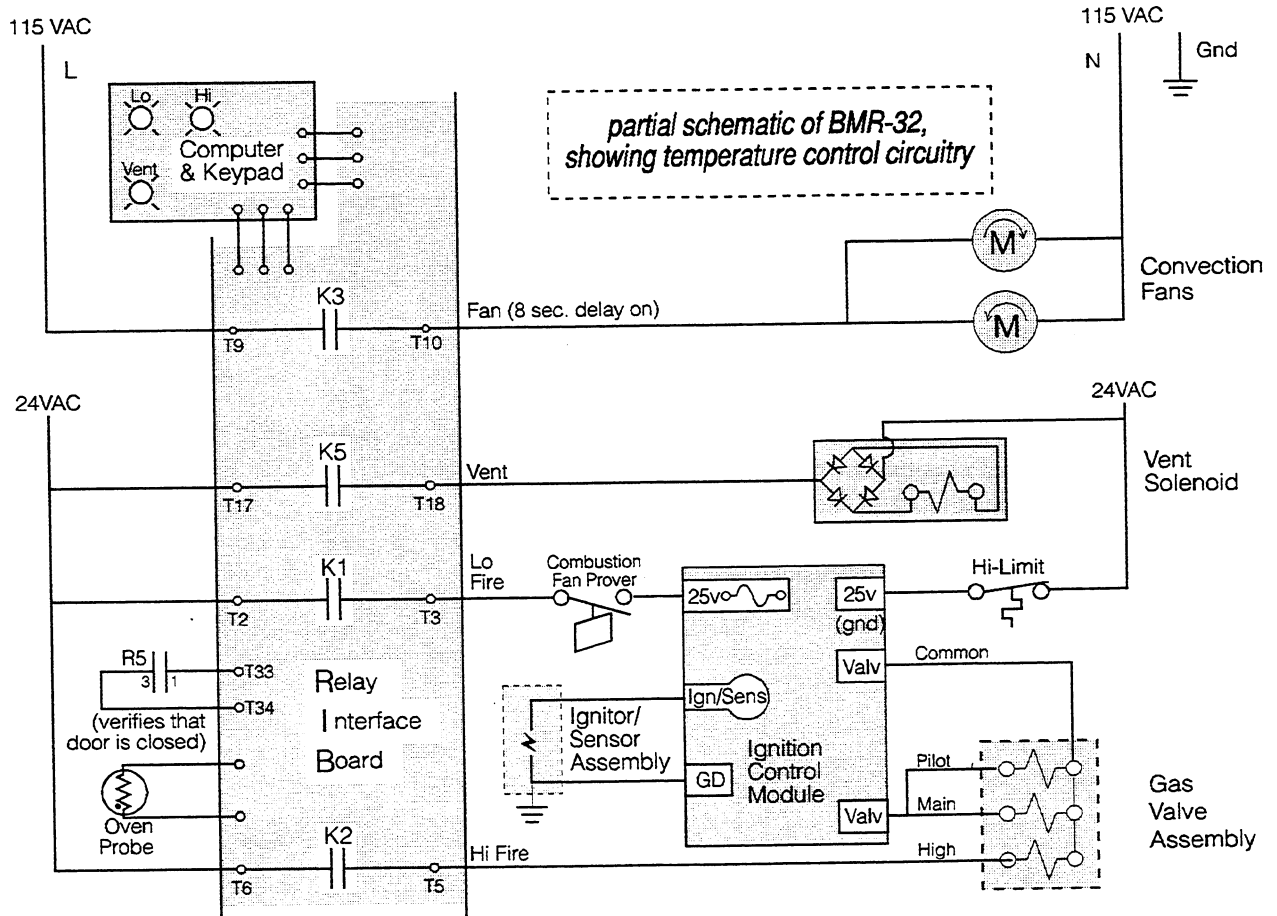 115 VAC
L
115 VAC
N
Gnd
Lo
Hi
Computer
& Keypad
Vent
partial schematic of BMR-32,
showing temperature control circuitry
M
Convection
Fans
M
K3
Fan (8 sec. delay on)
T9
T10
24VAC
24VAC
K5
Vent
T17
T18
Vent
Solenoid
K1
Lo
Fire
Combustion
Fan Prover
Hi-Limit
T2
T3
25v
25v
(gnd)
R5
3
1
T33
T34
(verifies that
door is closed)
Relay
Interface
Board
Valv
Common
Ign/Sens
Ignitor/
Sensor
Assembly
GD
Ignition
Control
Module
Valv
Pilot
Main
High
Gas
Valve
Assembly
Oven
Probe
K2
Hi Fire
T6
T5